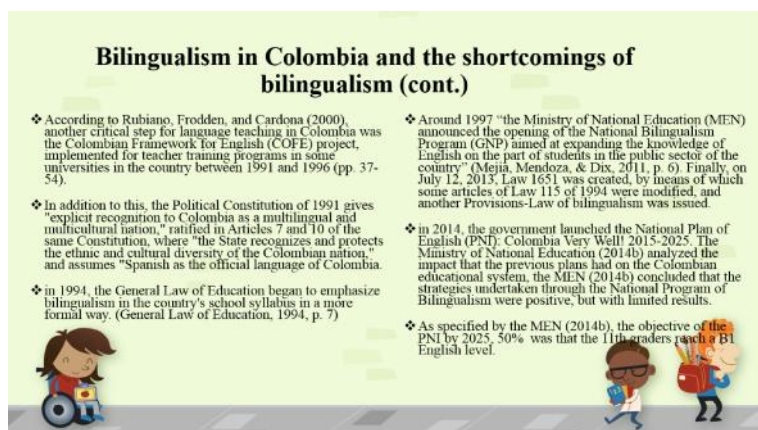 Bilingualism in Colombia and the shortcomings of
bilingualism (cont.)
❖ According to Rubiano, Frodden, and Cardona (2000),
another critical step for language teaching in Colombia was
the Colombian Framework for English (COFE) project,
implemented for teacher training programs in some
universities in the country between 1991 and 1996 (pp. 37-
54).
❖ In addition to this, the Political Constitution of 1991 gives
"explicit recognition to Colombia as a multilingual and
multicultural nation," ratified in Articles 7 and 10 of the
same Constitution, where "the State recognizes and protects
the ethnic and cultural diversity of the Colombian nation,"
and assumes "Spanish as the official language of Colombia.
❖ in 1994, the General Law of Education began to emphasize
bilingualism in the country's school syllabus in a more
formal way. (General Law of Education, 1994, p. 7)
❖ Around 1997 “the Ministry of National Education (MEN)
announced the opening of the National Bilingualism
Program (GNP) aimed at expanding the knowledge of
English on the part of students in the public sector of the
country” (Mejía, Mendoza, & Dix, 2011, p. 6). Finally, on
July 12, 2013, Law 1651 was created, by means of which
some articles of Law 115 of 1994 were modified, and
another Provisions-Law of bilingualism was issued.
❖ in 2014, the government launched the National Plan of
English (PNI): Colombia Very Well! 2015-2025. The
Ministry of National Education (2014b) analyzed the
impact that the previous plans had on the Colombian
educational system, the MEN (2014b) concluded that the
strategies undertaken through the National Program of
Bilingualism were positive, but with limited results.
❖ As specified by the MEN (2014b), the objective of the
PNI by 2025, 50% was that the 11th graders reach a B1
English level.